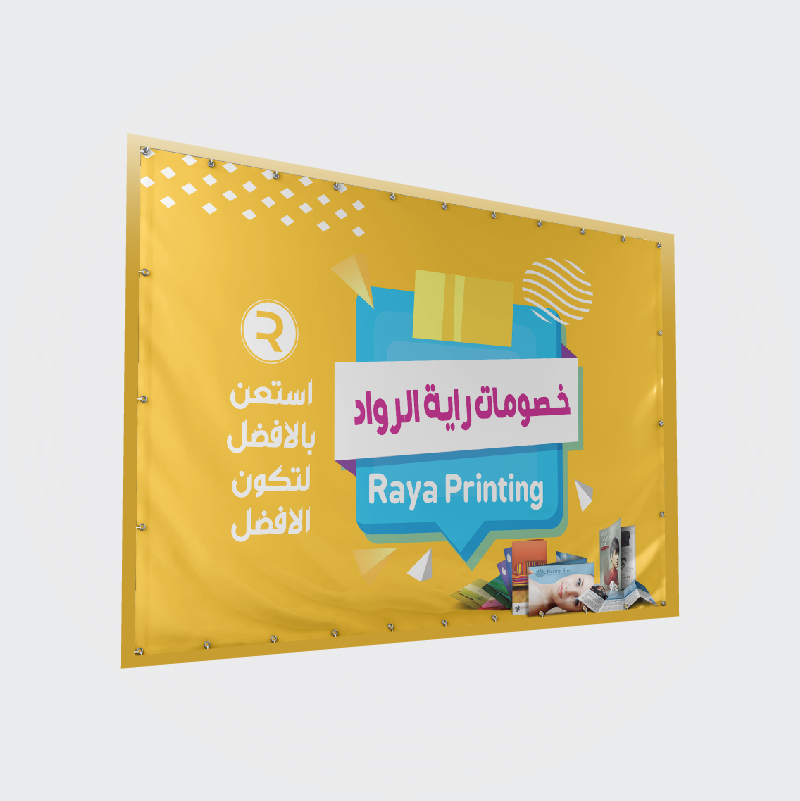 خصومات راية الرواد
Raya Printing
R
استعن
بالافضل
لتكون
الافضل